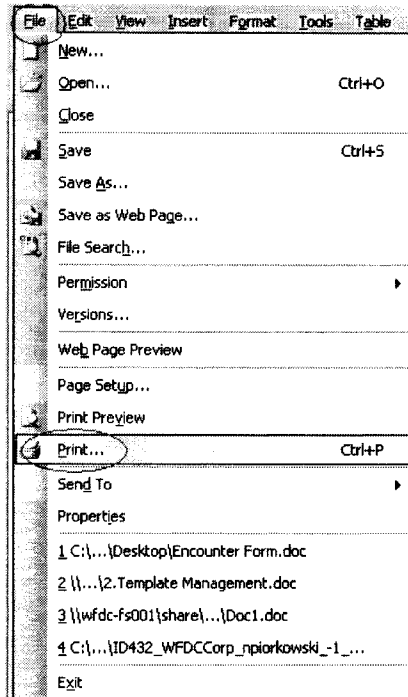 File Edit View Insert Format Tools Table
New...
Open... Ctrl+O
Close
Save Ctrl+S
Save As...
Save as Web Page...
File Search...
Permission
Versions...
Web Page Preview
Page Setup...
Print Preview
Print... Ctrl+P
Send To
Properties
1 C:\...\Desktop\Encounter Form.doc
2 \\...\2.Template Management.doc
3 \\wfdc-fs001\share\...\Doc1.doc
4 C:\...\ID432_WFDCCorp_npiorkowski_-1_...
Exit